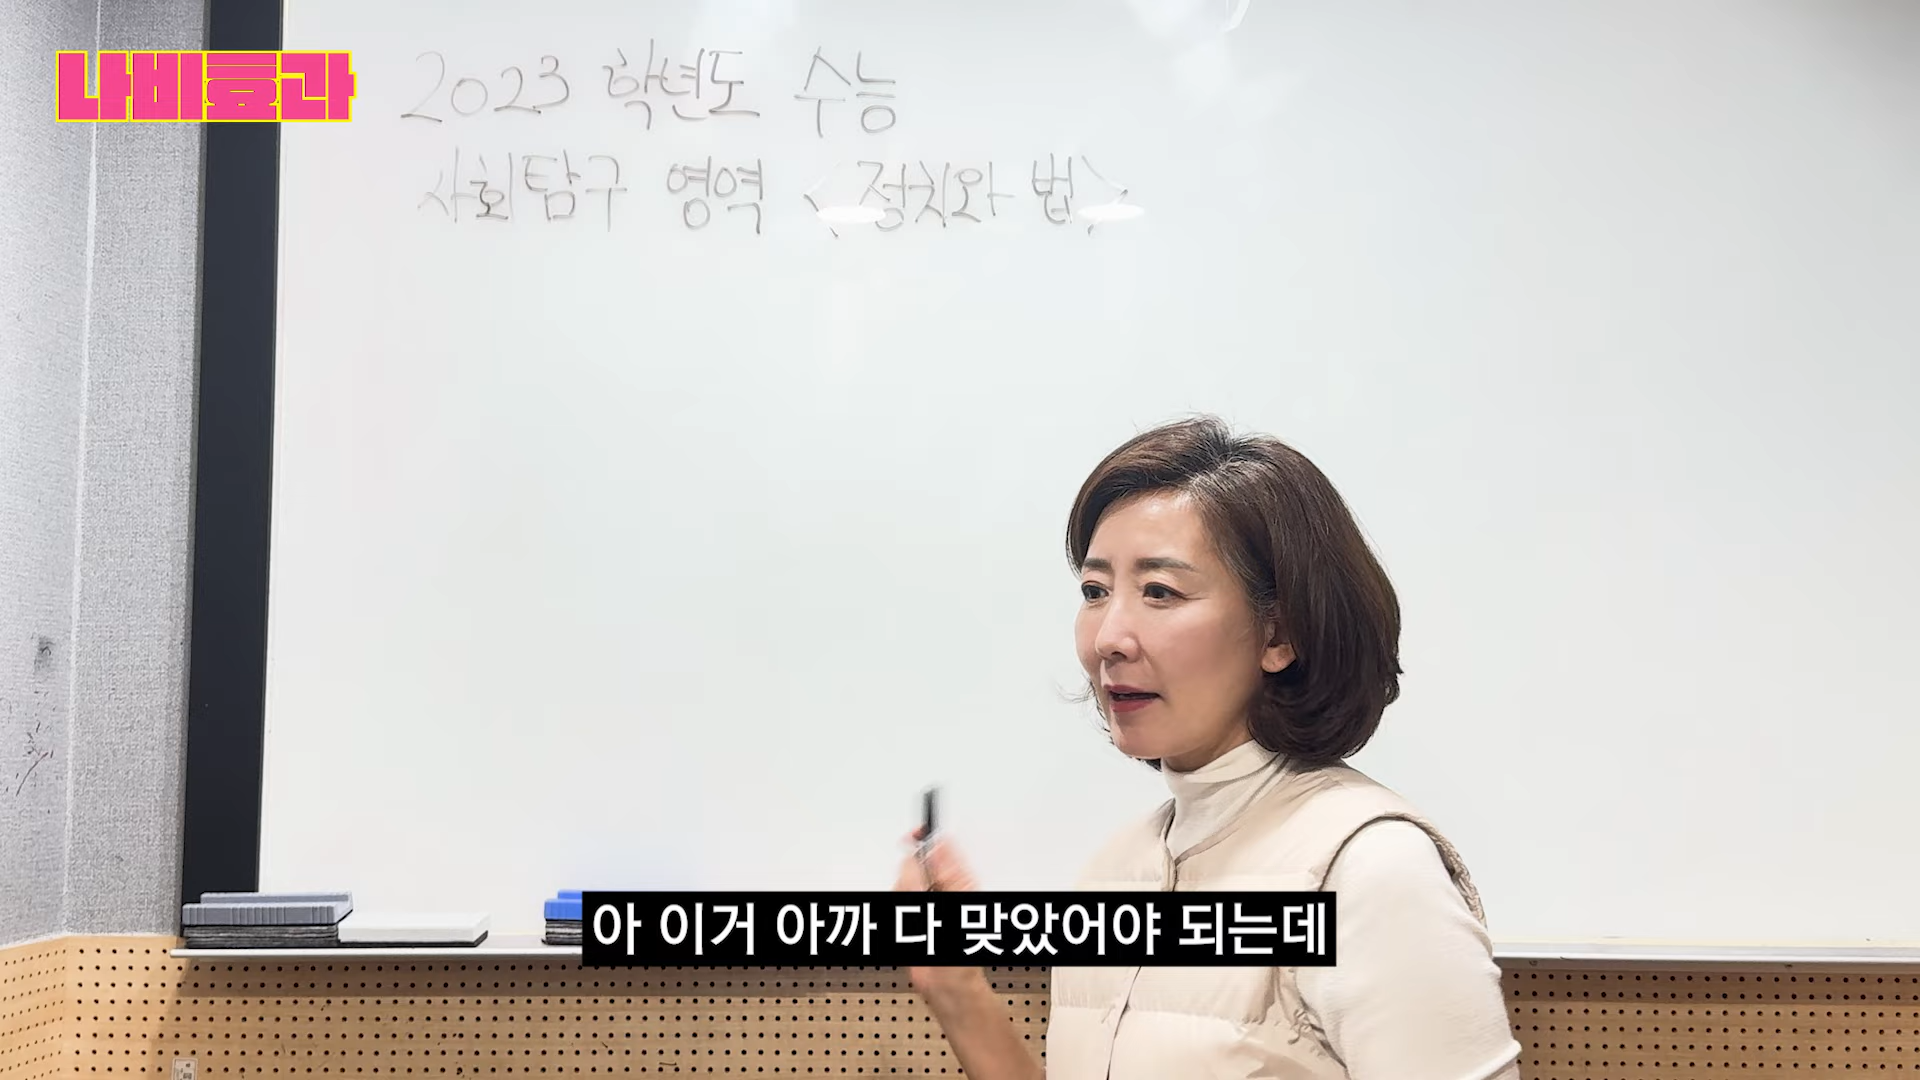 나비효과
2023 학년도 수능
사회탐구 영역 <정치와 법>
아 이거 아까 다 맞았어야 되는데